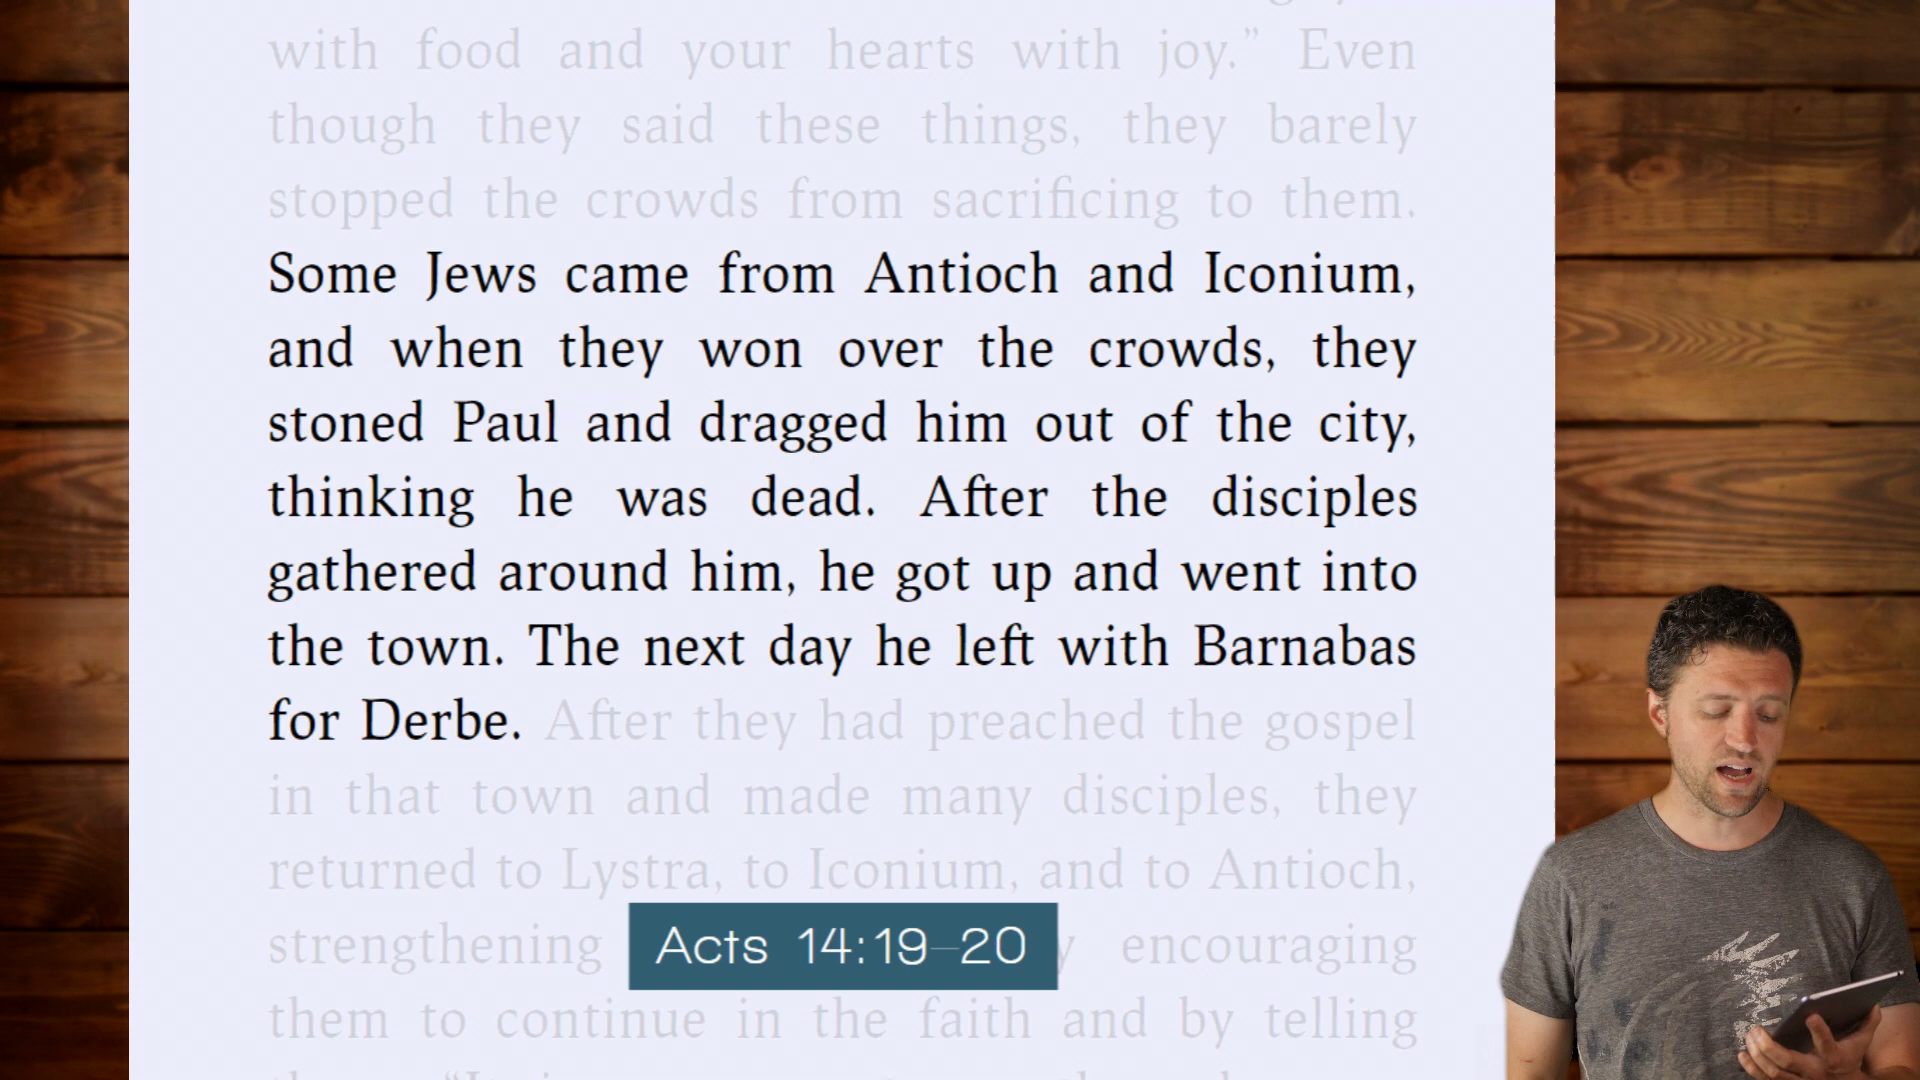 with food and your hearts with joy.” Even
though they said these things, they barely
stopped the crowds from sacrificing to them.
Some Jews came from Antioch and Iconium,
and when they won over the crowds, they
stoned Paul and dragged him out of the city,
thinking he was dead. After the disciples
gathered around him, he got up and went into
the town. The next day he left with Barnabas
for Derbe. After they had preached the gospel
in that town and made many disciples, they
returned to Lystra, to Iconium, and to Antioch,
strengthening encouraging
Acts 14:19–20
them to continue in the faith and by telling